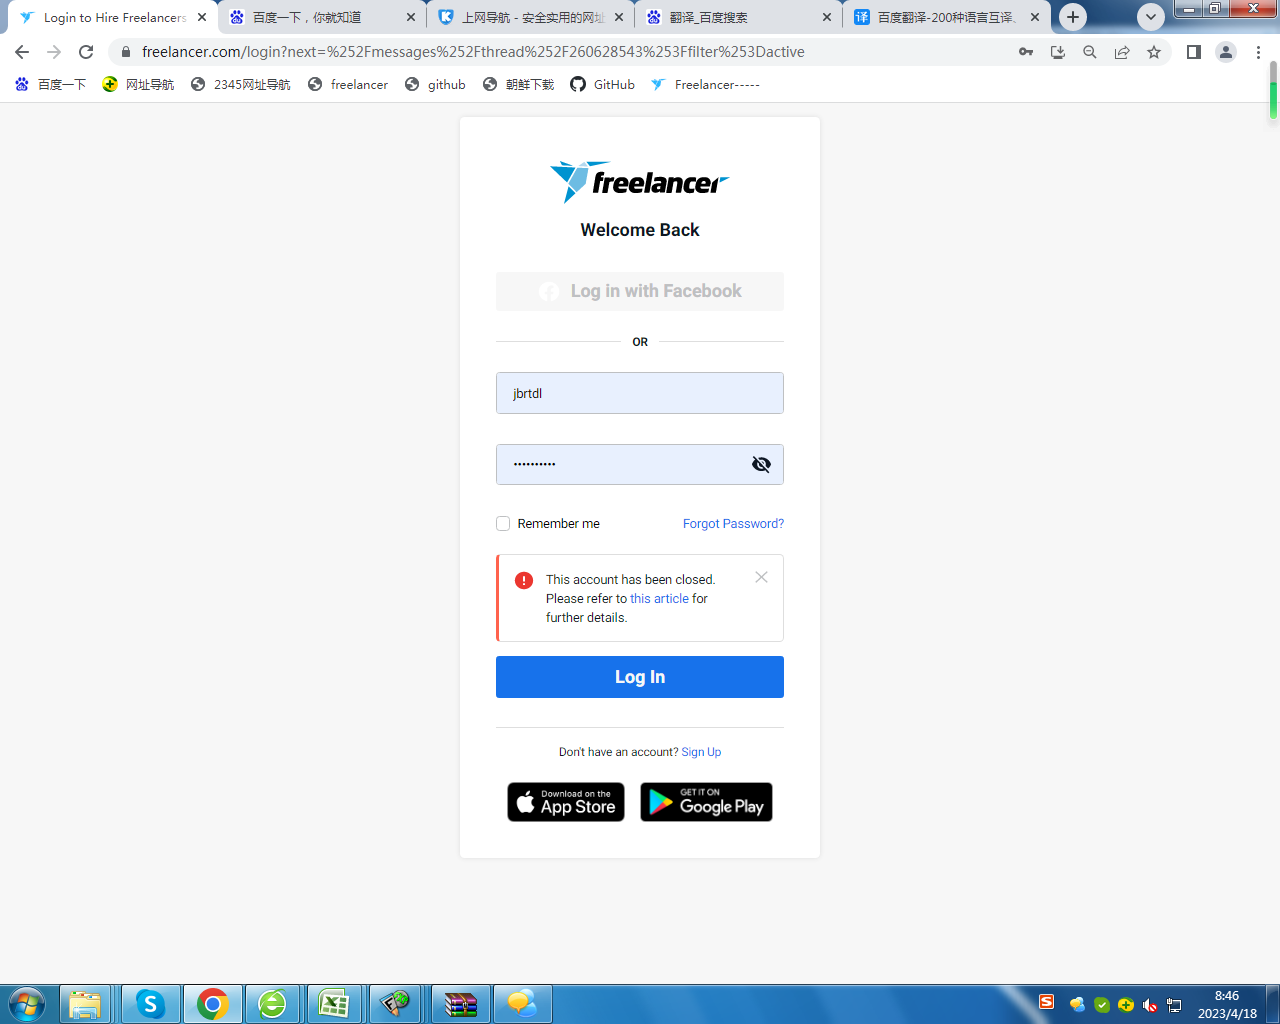 Login to Hire Freelancers
百度一下，你就知道
上网导航 - 安全实用的网址
翻译_百度搜索
百度翻译-200种语言互译、
freelancer.com/login?next=%252Fmessages%252Fthread%252F260628543%253Ffilter%253Dactive
百度一下
网址导航
2345网址导航
freelancer
github
朝鲜下载
GitHub
Freelancer-----
freelancer
Welcome Back
Log in with Facebook
OR
jbrtdl
••••••••••
Remember me
Forgot Password?
This account has been closed.
Please refer to this article for
further details.
Log In
Don't have an account? Sign Up
Download on the
App Store
GET IT ON
Google Play
8:46
2023/4/18